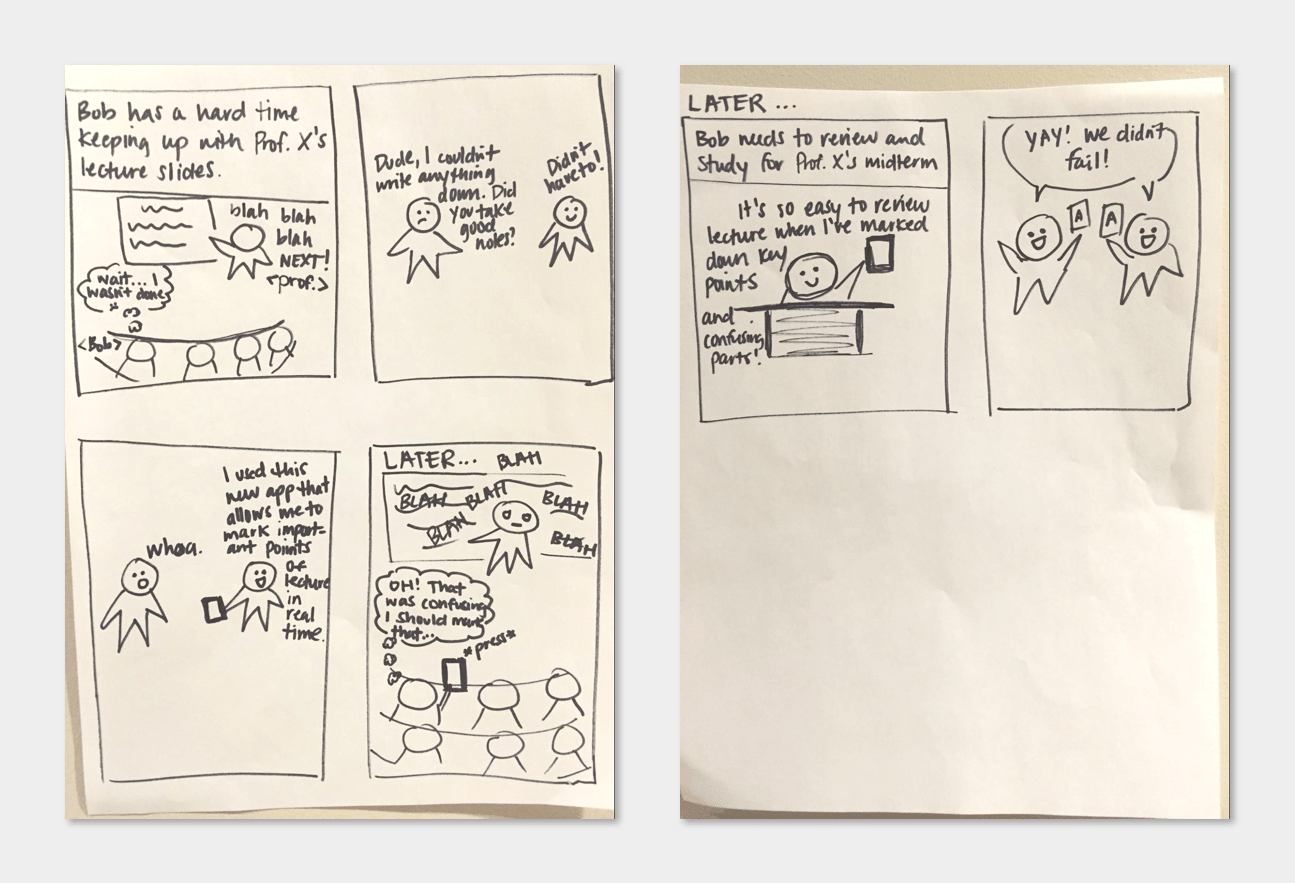 Bob has a hard time
keeping up with Prof. X's
lecture slides.
blah blah
blah
NEXT!
<prof.>
wait... I
wasn't done
<Bob>
Dude, I couldn't
write anything
down. Did
you take
good
notes?
Didn't
have to!
whoa.
I used this
new app that
allows me to
mark import-
ant points
of
lecture
in
real
time.
LATER... BLAH
BLAH BLAH
BLAH
BLAH
BLAH
OH! That
was confusing
I should mark
that...
*press*
LATER...
Bob needs to review and
study for Prof. X's midterm
It's so easy to review
lecture when I've marked
down key
points
and
confusing
parts!
YAY! we didn't
fail!
A
A